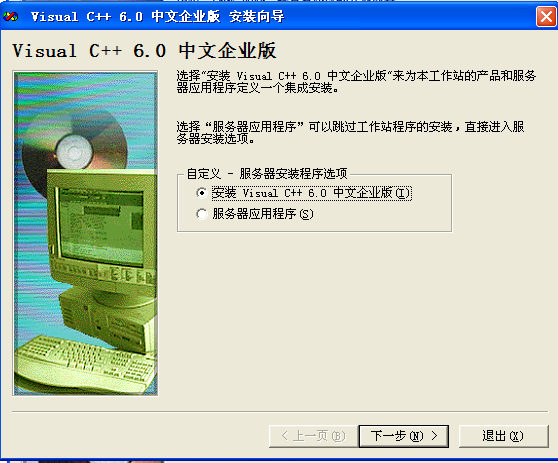 Visual C++ 6.0 中文企业版 安装向导
Visual C++ 6.0 中文企业版
选择"安装 Visual C++ 6.0 中文企业版"来为本工作站的产品和服务
器应用程序定义一个集成安装。
选择“服务器应用程序”可以跳过工作站程序的安装，直接进入服
务器安装选项。
自定义 - 服务器安装程序选项
安装 Visual C++ 6.0 中文企业版(I)
服务器应用程序(S)
< 上一页(B)
下一步(N) >
退出(X)